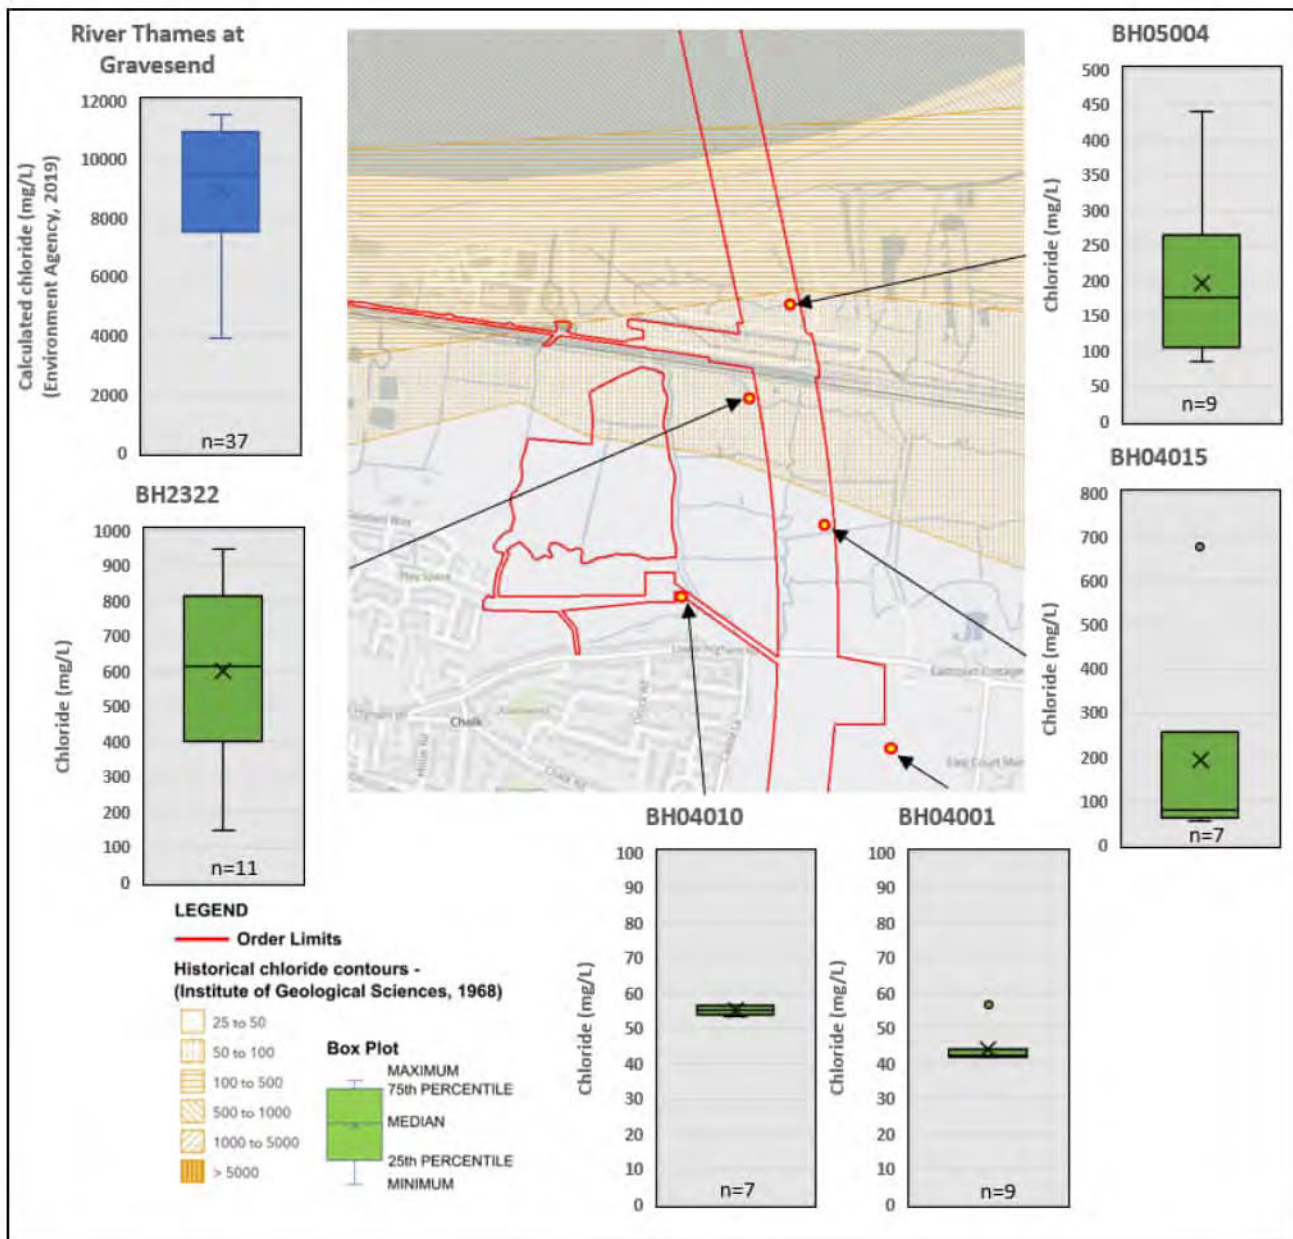 River Thames at
Gravesend
Calculated chloride (mg/L)
(Environment Agency, 2019)
12000
10000
8000
6000
4000
2000
0
n=37
BH2322
Chloride (mg/L)
1000
900
800
700
600
500
400
300
200
100
0
n=11
BH05004
Chloride (mg/L)
500
450
400
350
300
250
200
150
100
50
0
n=9
BH04015
Chloride (mg/L)
800
700
600
500
400
300
200
100
0
n=7
Play Space
Chalk
Chalk Rd
BH04010
Chloride (mg/L)
100
90
80
70
60
50
40
30
20
10
0
n=7
BH04001
Chloride (mg/L)
100
90
80
70
60
50
40
30
20
10
0
n=9
LEGEND
Order Limits
Historical chloride contours -
(Institute of Geological Sciences, 1968)
25 to 50
50 to 100
100 to 500
500 to 1000
1000 to 5000
> 5000
Box Plot
MAXIMUM
75th PERCENTILE
MEDIAN
25th PERCENTILE
MINIMUM